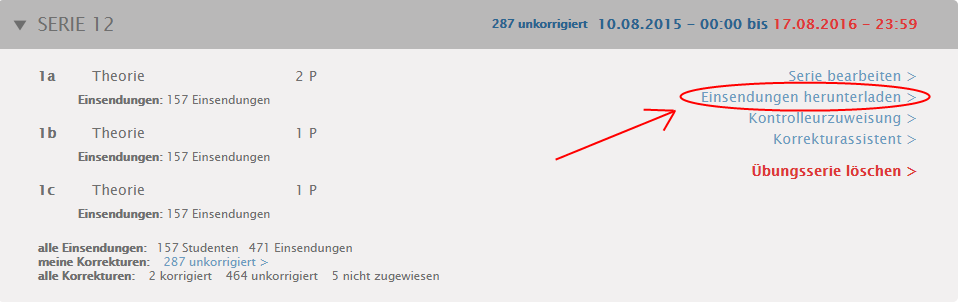 SERIE 12 287 unkorrigiert 10.08.2015 – 00:00 bis 17.08.2016 – 23:59
1a Theorie 2 P Serie bearbeiten >
Einsendungen: 157 Einsendungen Einsendungen herunterladen >
1b Theorie 1 P Kontrolleurzuweisung >
Einsendungen: 157 Einsendungen Korrekturassistent >
Übungsserie löschen >
1c Theorie 1 P
Einsendungen: 157 Einsendungen
alle Einsendungen: 157 Studenten 471 Einsendungen
meine Korrekturen: 287 unkorrigiert >
alle Korrekturen: 2 korrigiert 464 unkorrigiert 5 nicht zugewiesen